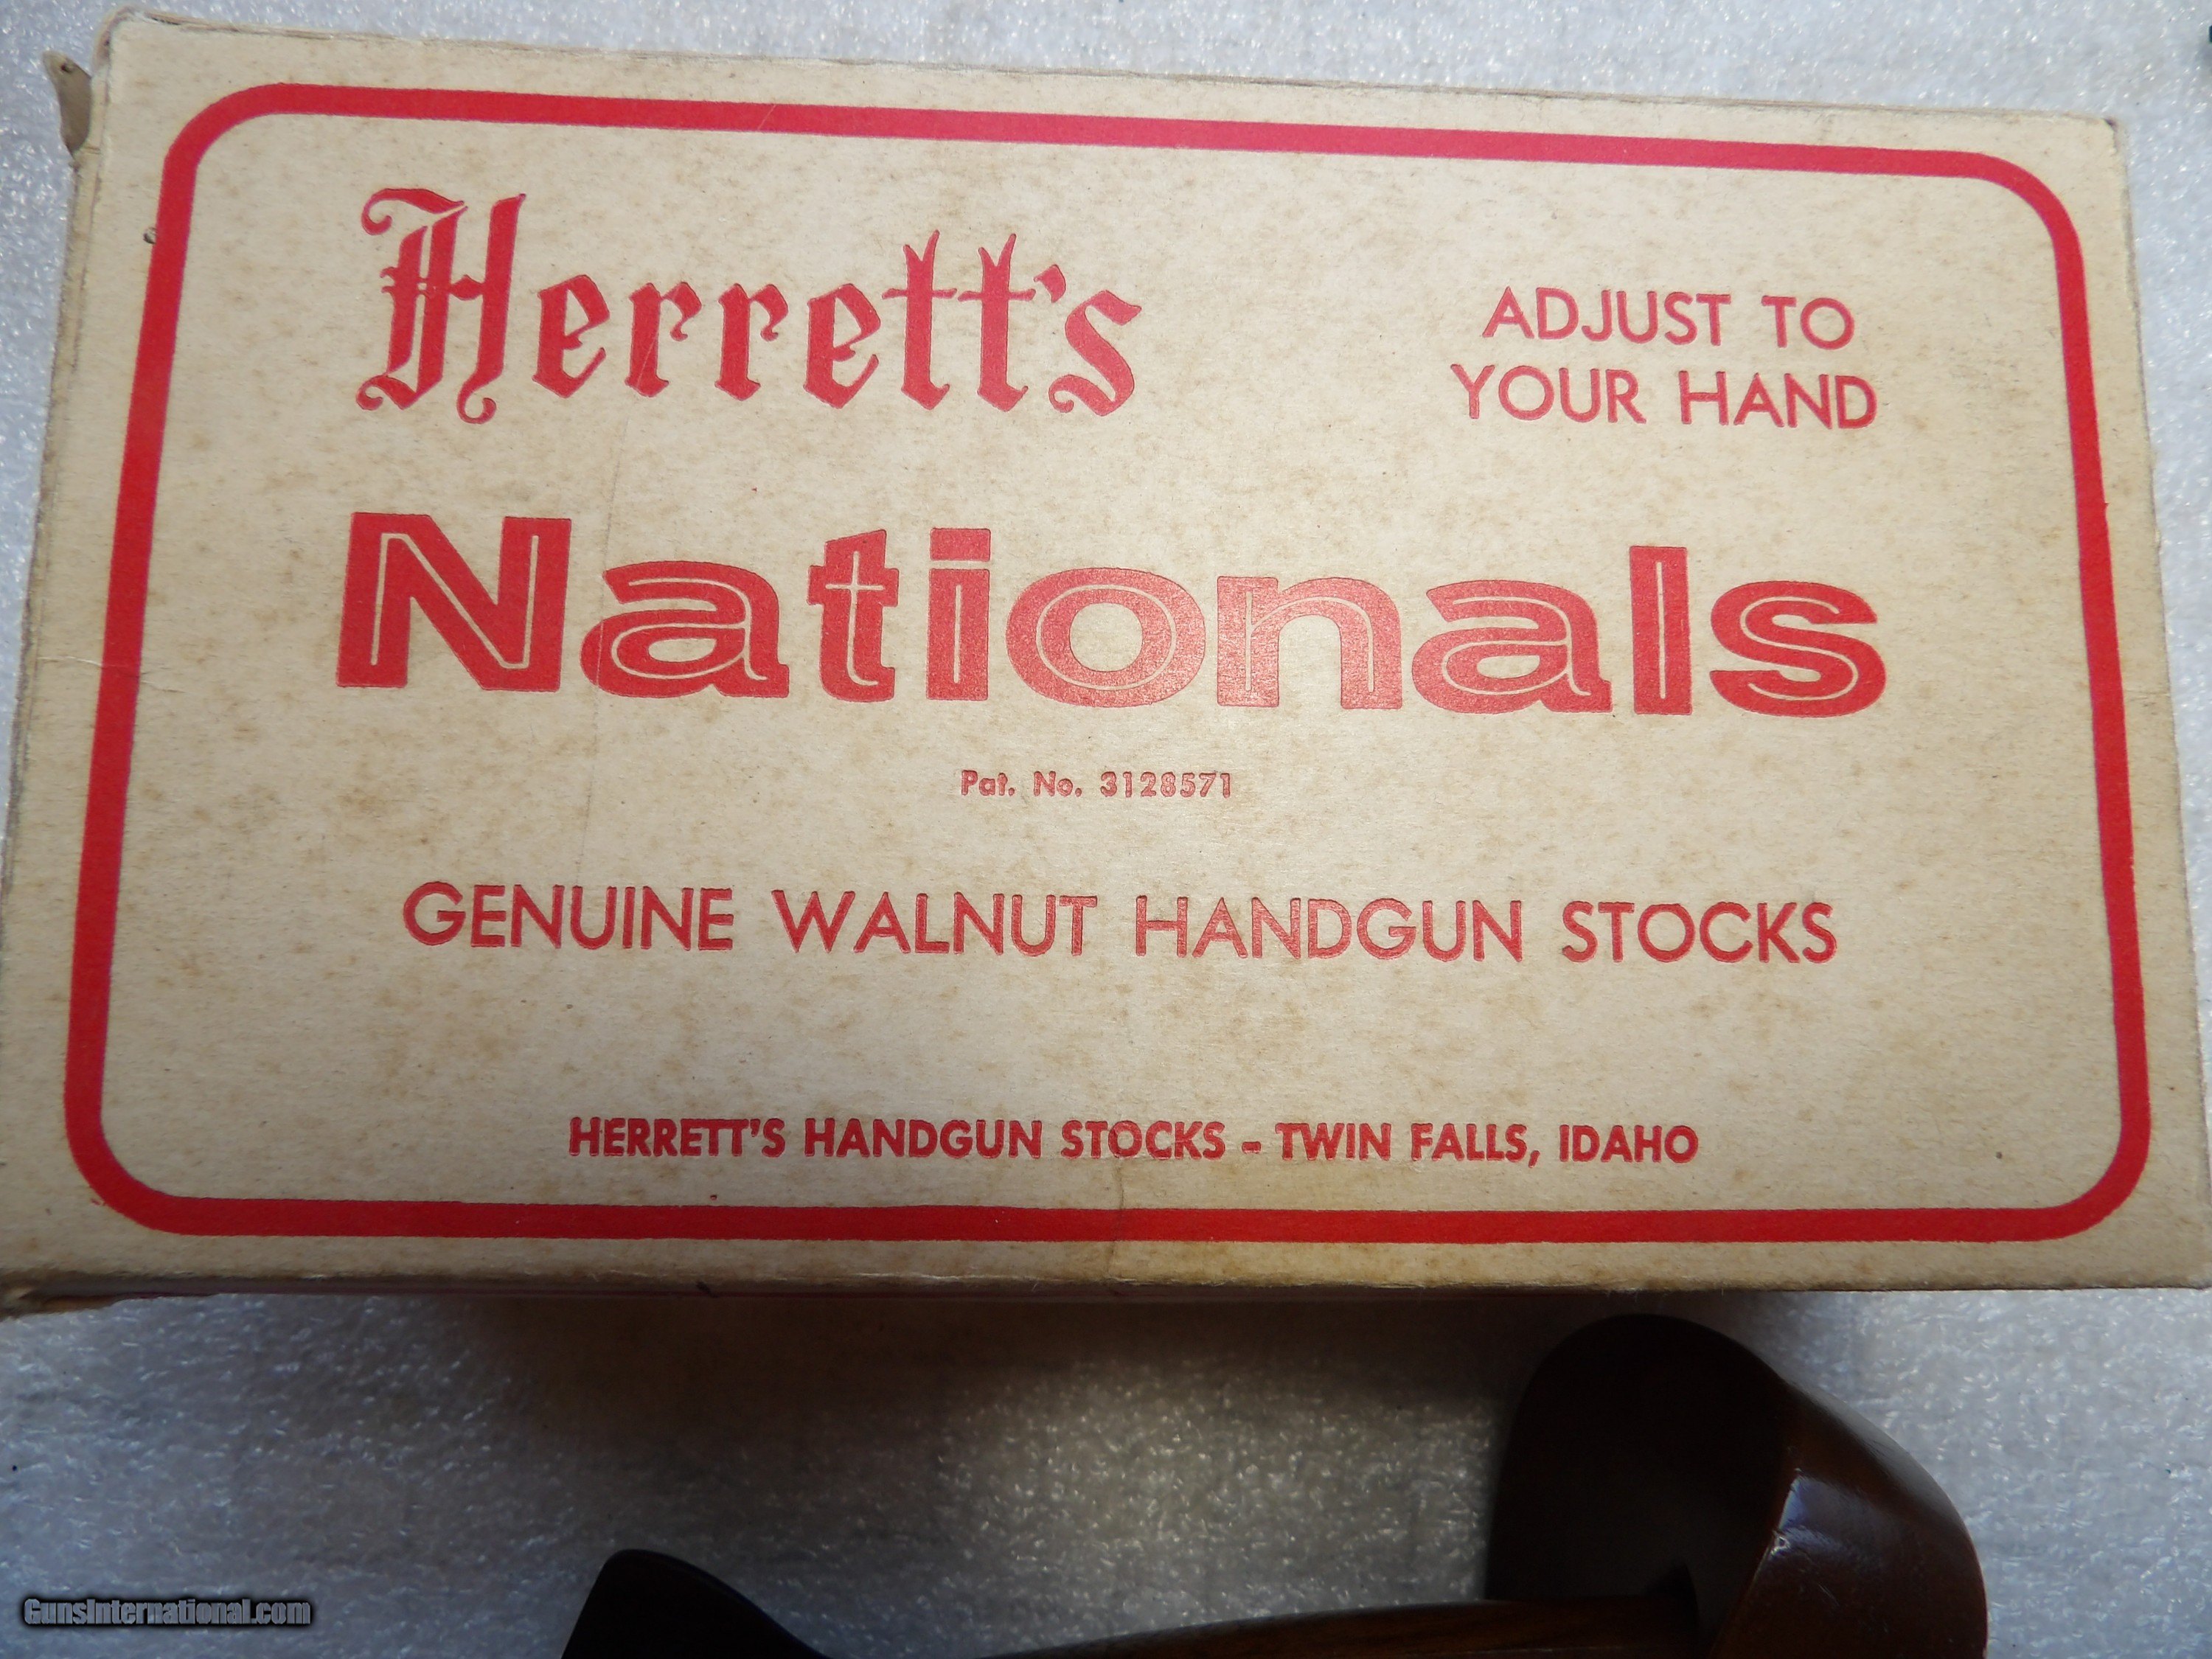 Herrett's
ADJUST TO
YOUR HAND
Nationals
Pat. No. 3128571
GENUINE WALNUT HANDGUN STOCKS
HERRETT'S HANDGUN STOCKS - TWIN FALLS, IDAHO
GunsInternational.com